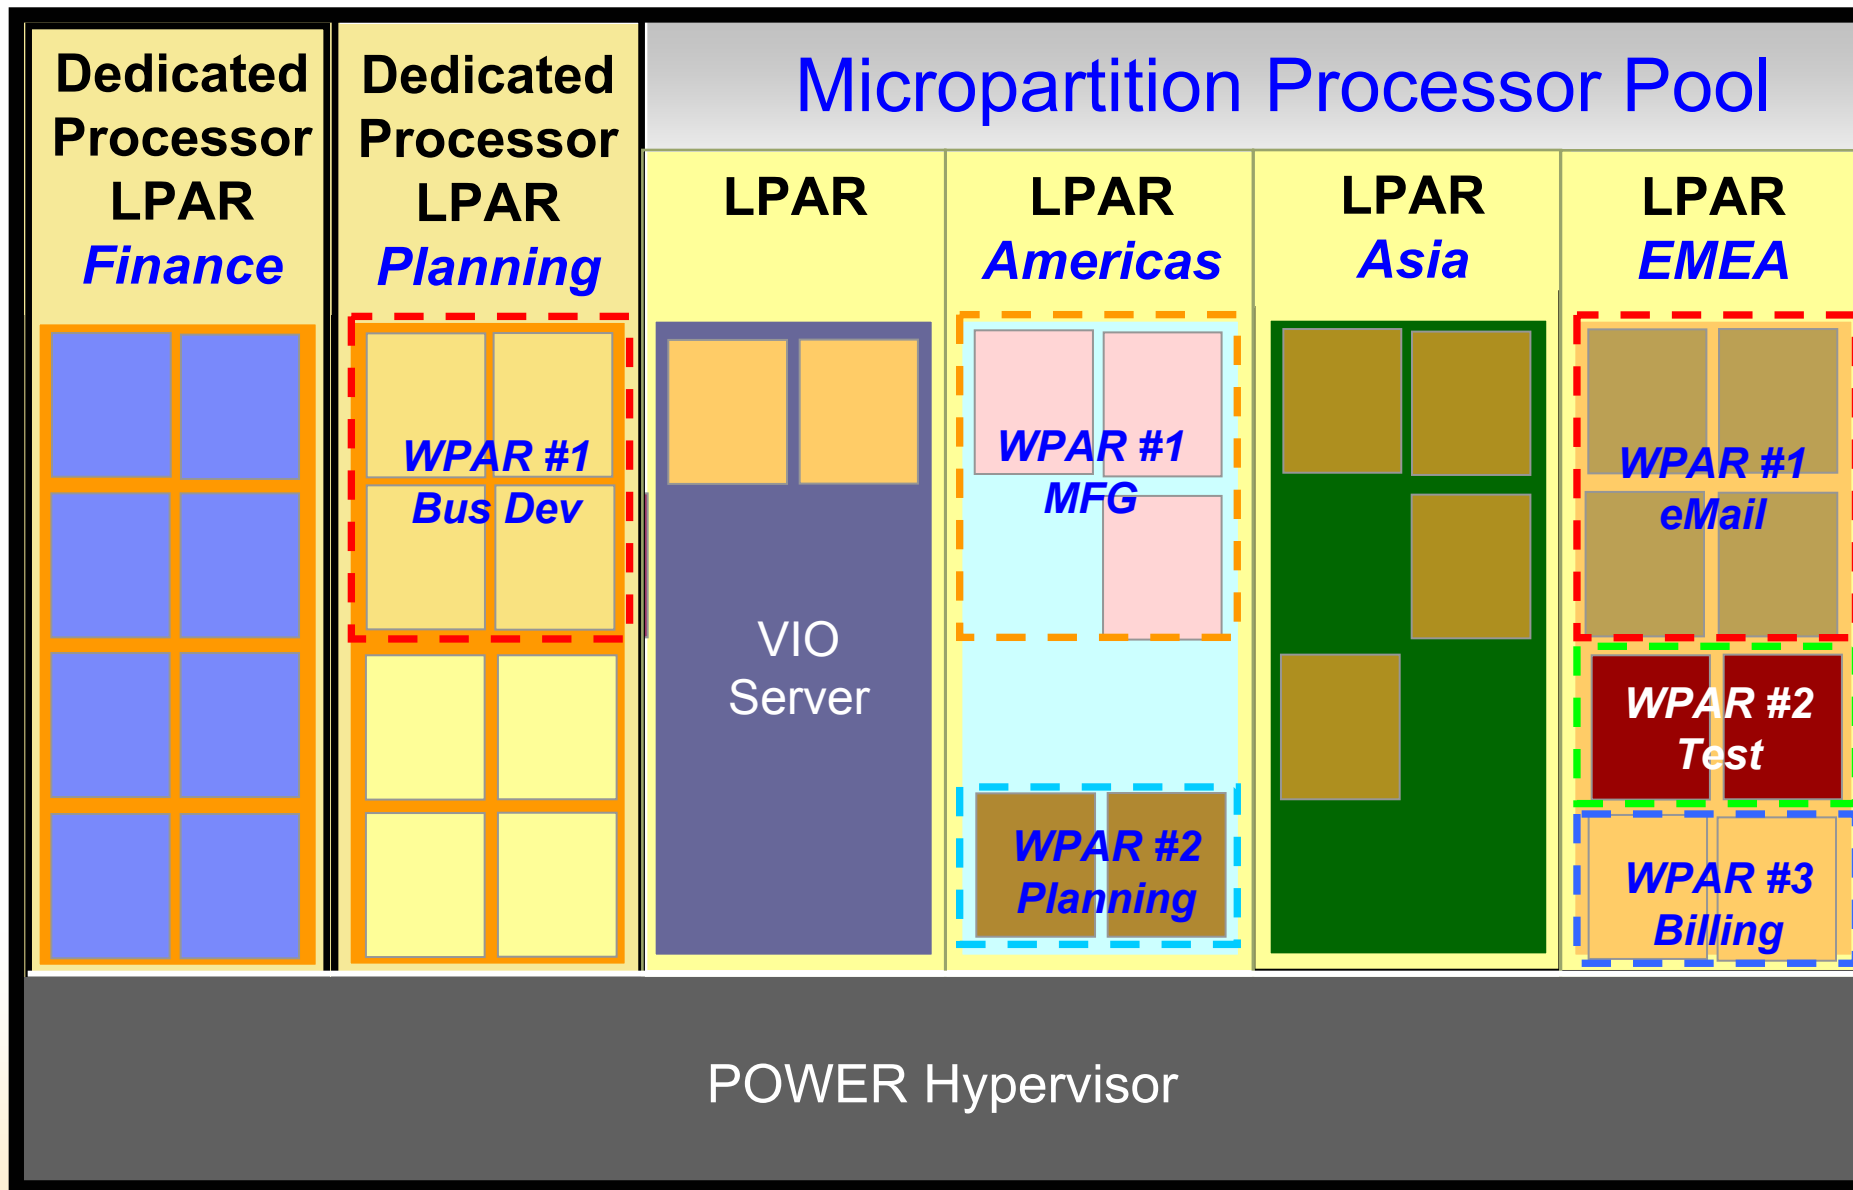 Dedicated
Processor
LPAR
Finance
Dedicated
Processor
LPAR
Planning
WPAR #1
Bus Dev
Micropartition Processor Pool
LPAR
VIO
Server
LPAR
Americas
WPAR #1
MFG
WPAR #2
Planning
LPAR
Asia
LPAR
EMEA
WPAR #1
eMail
WPAR #2
Test
WPAR #3
Billing
POWER Hypervisor